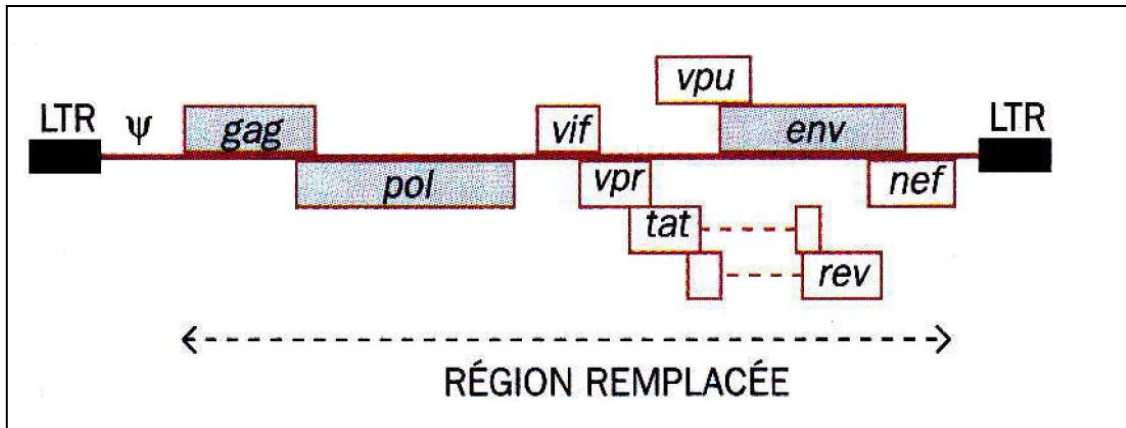 LTR
ψ
gag
pol
vif
vpr
tat
vpu
env
rev
nef
LTR
RÉGION REMPLACÉE